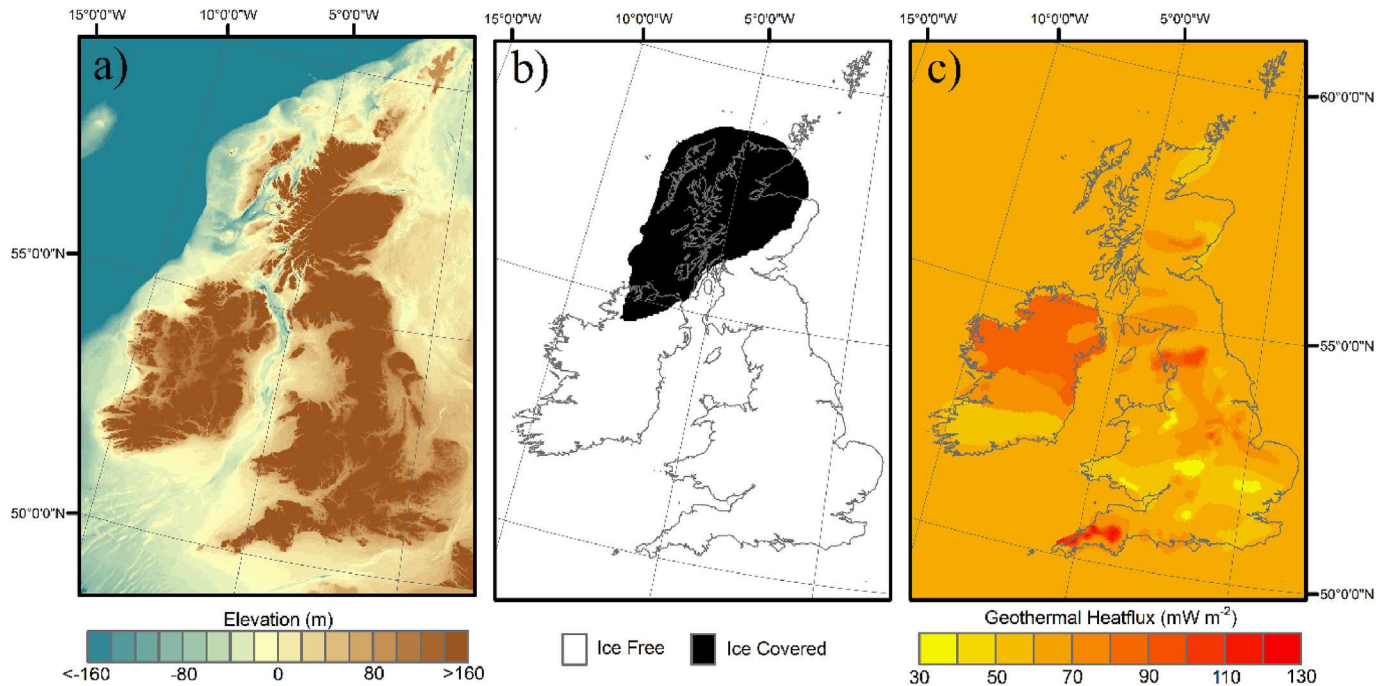 15°0'0"W 10°0'0"W 5°0'0"W
15°0'0"W 10°0'0"W 5°0'0"W
10°0'0"W 5°0'0"W
a)
b)
c)
60°0'0"N
55°0'0"N
55°0'0"N
50°0'0"N
50°0'0"N
Elevation (m)
<-160 -80 0 80 >160
Ice Free Ice Covered
Geothermal Heatflux (mW m-2)
30 50 70 90 110 130